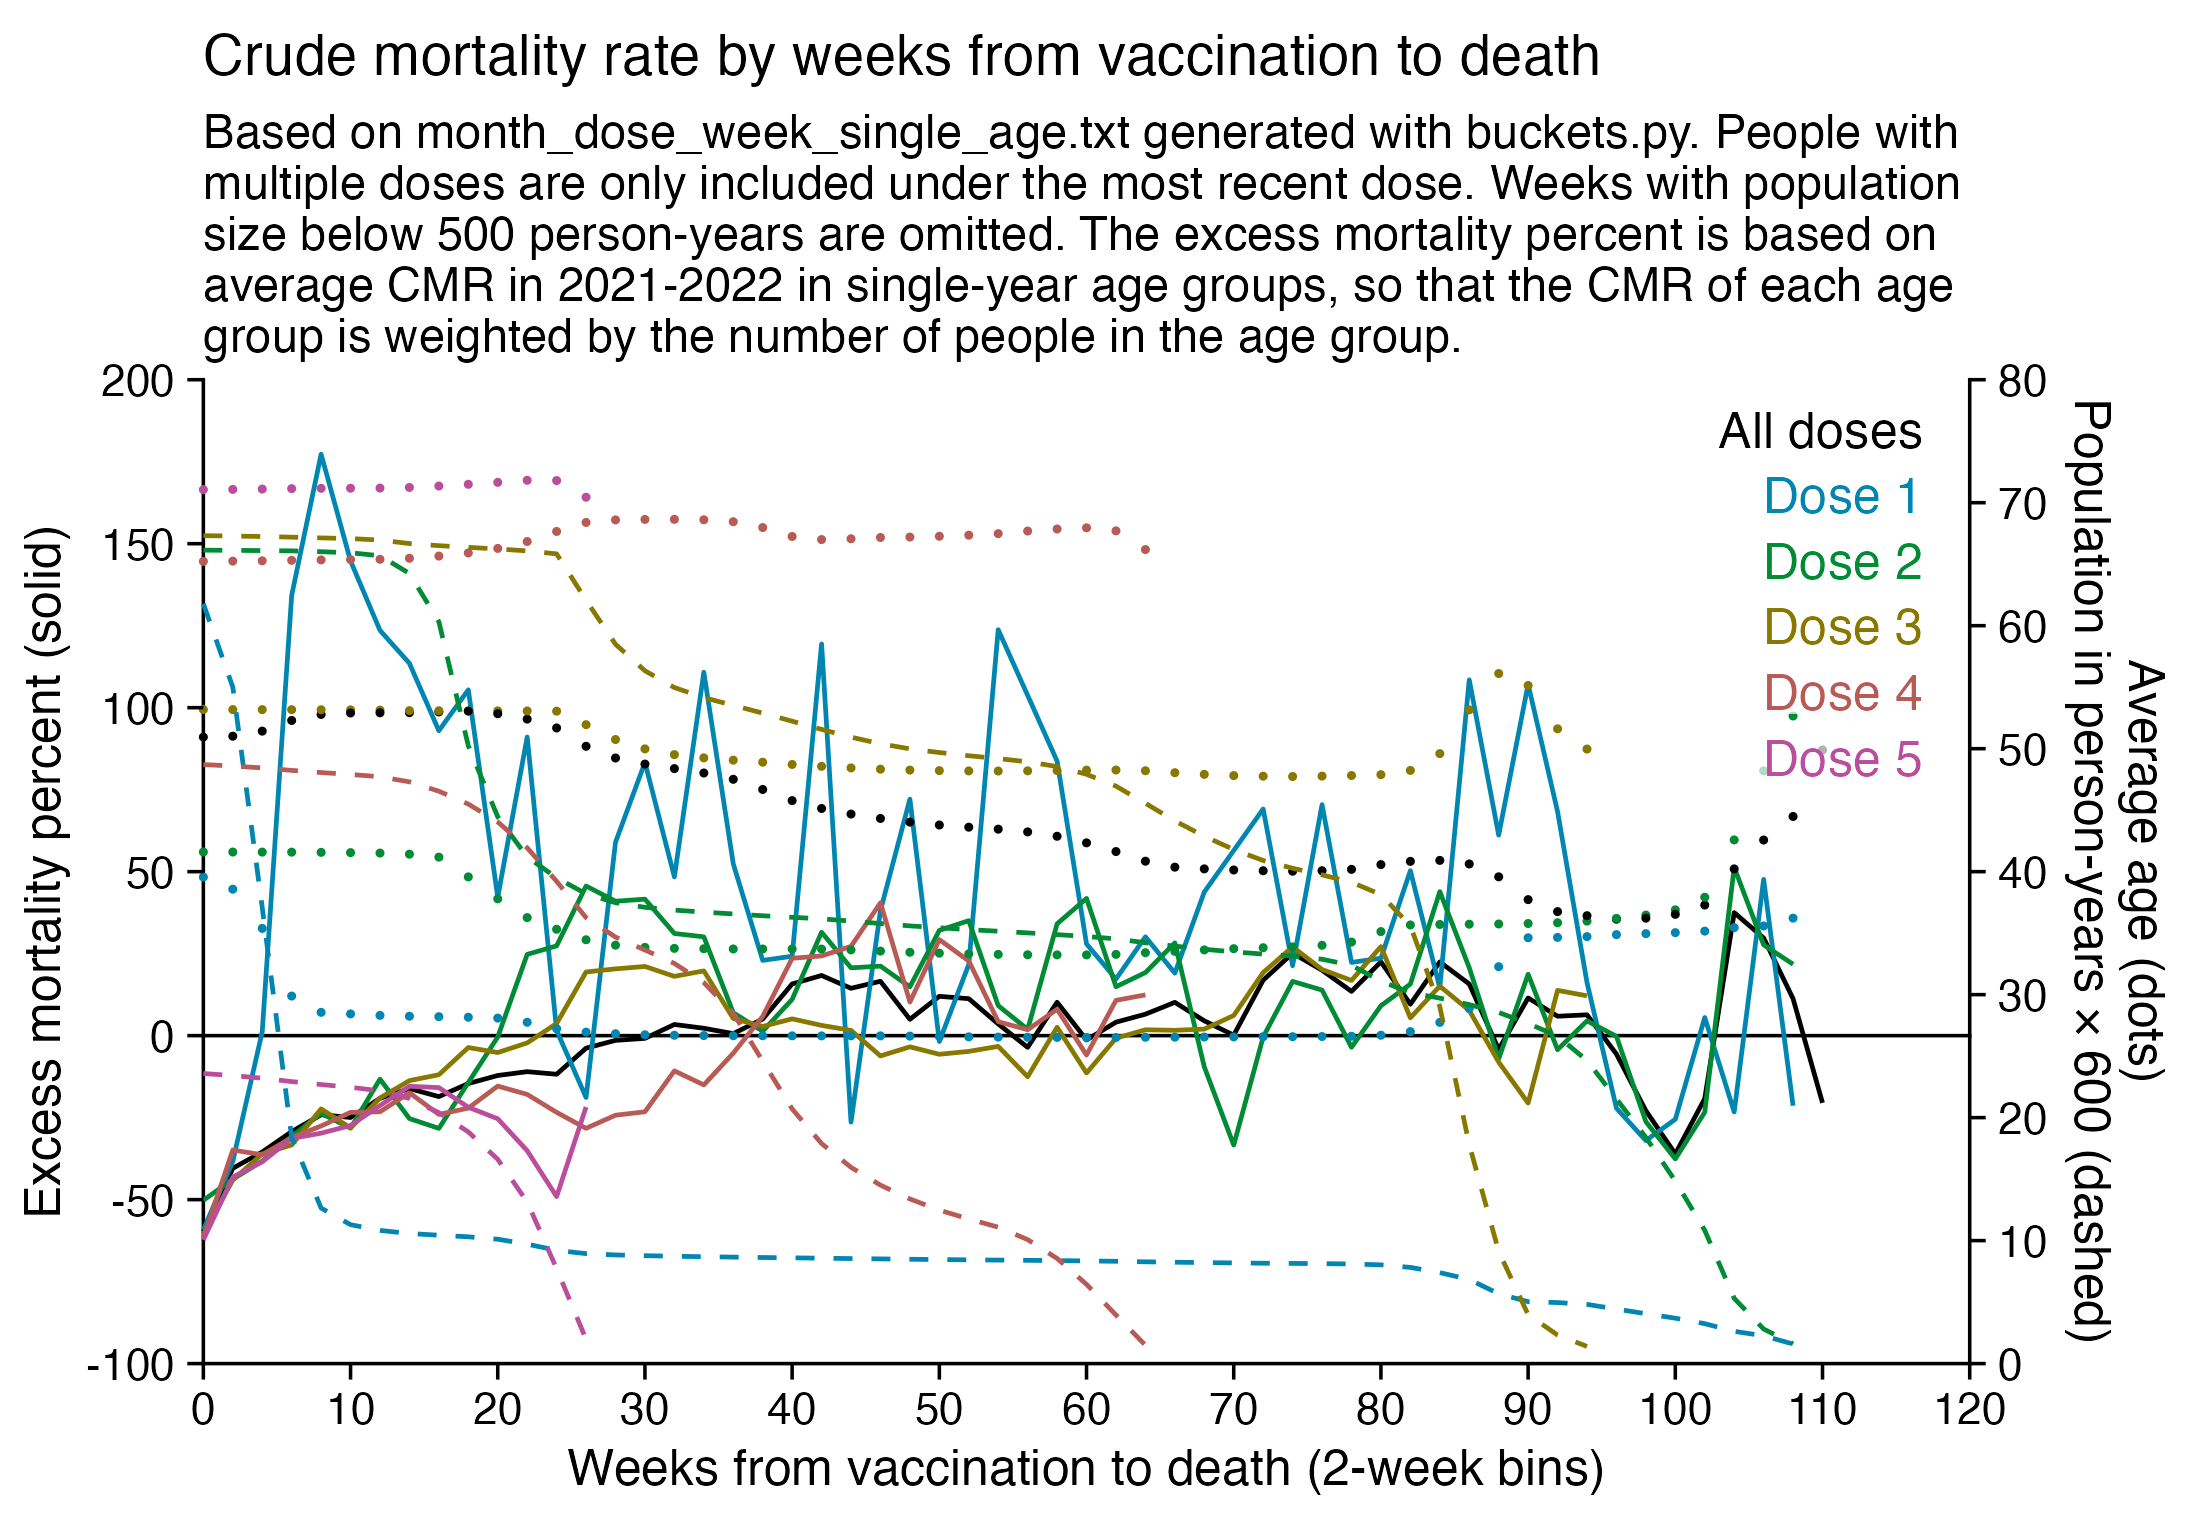 Crude mortality rate by weeks from vaccination to death
Based on month_dose_week_single_age.txt generated with buckets.py. People with
multiple doses are only included under the most recent dose. Weeks with population
size below 500 person-years are omitted. The excess mortality percent is based on
average CMR in 2021-2022 in single-year age groups, so that the CMR of each age
group is weighted by the number of people in the age group.
200
150
100
50
0
-50
-100
Excess mortality percent (solid)
All doses
Dose 1
Dose 2
Dose 3
Dose 4
Dose 5
80
70
60
50
40
30
20
10
0
Average age (dots)
Population in person-years × 600 (dashed)
0 10 20 30 40 50 60 70 80 90 100 110 120
Weeks from vaccination to death (2-week bins)